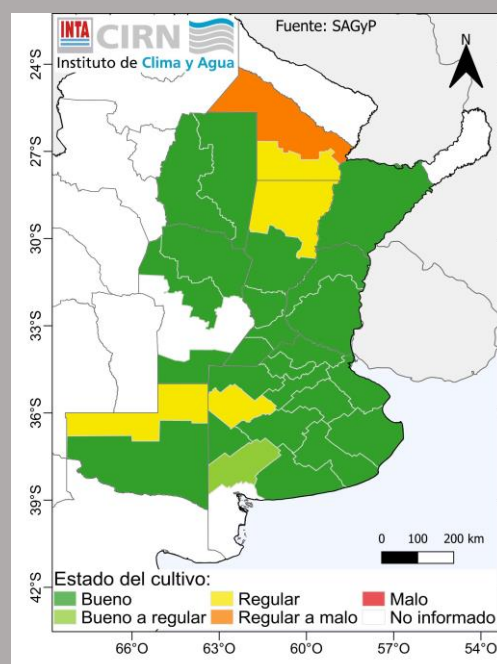 INTA CIRN
Instituto de Clima y Agua
Fuente: SAGyP
N
24°S
27°S
30°S
33°S
36°S
39°S
42°S
0 100 200 km
Estado del cultivo:
Bueno Regular Malo
Bueno a regular Regular a malo No informado
66°O 63°O 60°O 57°O 54°O